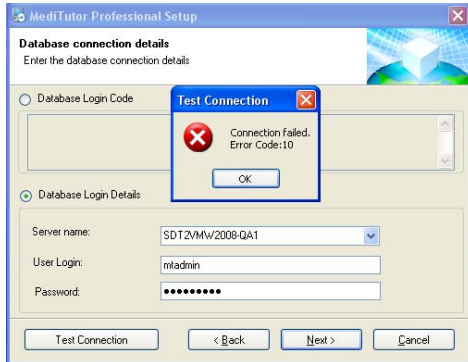 MediTutor Professional Setup
Database connection details
Enter the database connection details
Database Login Code
Test Connection
Connection failed.
Error Code:10
OK
Database Login Details
Server name:
SDT2VMW2008-QA1
User Login:
mtadmin
Password:
●●●●●●●●●
Test Connection
< Back
Next >
Cancel